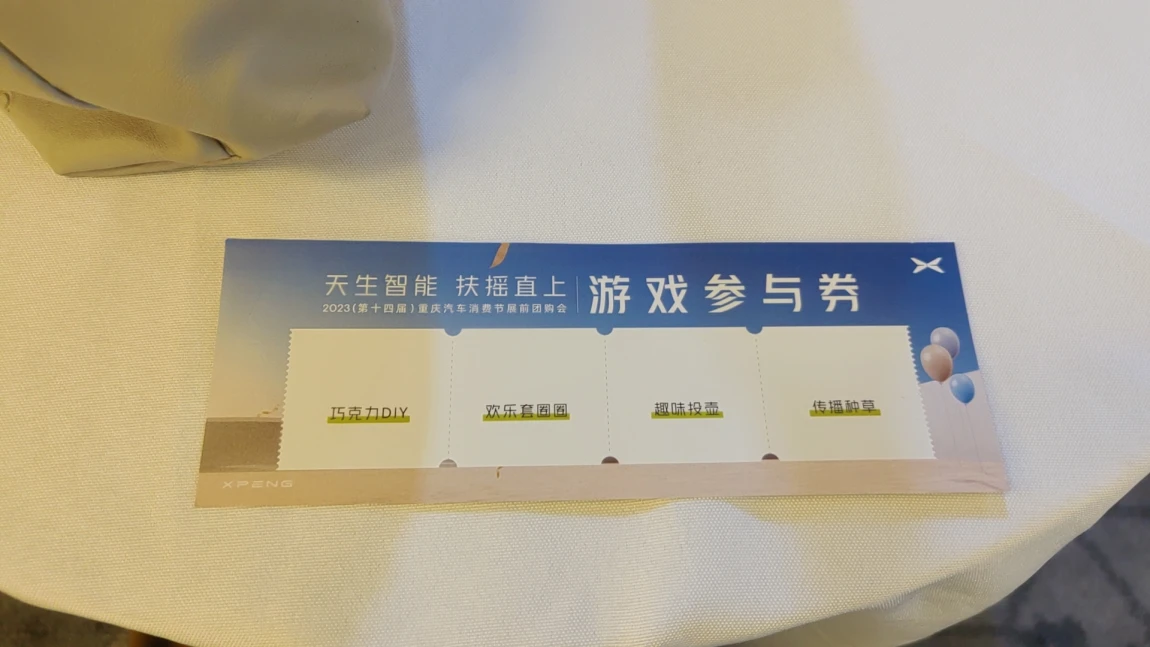 天生智能 扶摇直上
2023(第十四届)重庆汽车消费节展前团购会
游戏参与券
巧克力DIY
欢乐套圈圈
趣味投壶
传播种草
XPENG